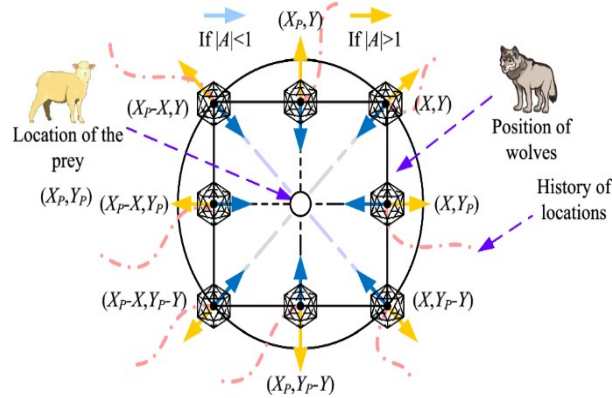 (X_P,Y)
If |A|<1
If |A|>1
(X_P-X,Y)
(X,Y)
Location of the
prey
Position of
wolves
(X_P,Y_P)
(X_P-X,Y_P)
(X,Y_P)
History of
locations
(X_P-X,Y_P-Y)
(X,Y_P-Y)
(X_P,Y_P-Y)